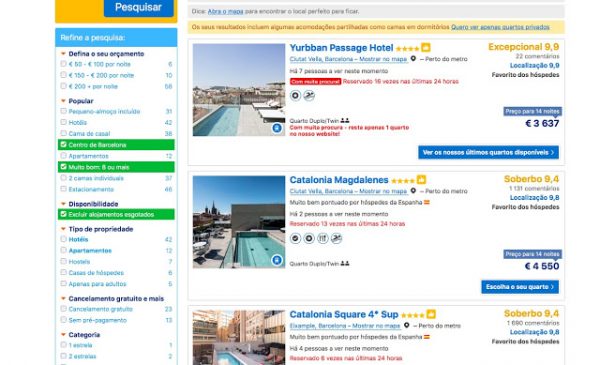 Pesquisar
Dica: Abra o mapa para encontrar o local perfeito para ficar.
Os seus resultados incluem algumas acomodações partilhadas como camas em dormitórios Quero ver apenas quartos privados
Refine a pesquisa:
Defina o seu orçamento
€ 50 - € 100 por noite 6
€ 150 - € 200 por noite 20
€ 200 + por noite 58
Popular
Pequeno-almoço incluído 31
Hotéis 42
Cama de casal 38
Centro de Barcelona
Apartamentos 12
Muito bom: 8 ou mais
2 camas individuais 37
Estacionamento 46
Disponibilidade
Excluir alojamentos esgotados
Tipo de propriedade
Hotéis 42
Apartamentos 12
Hostels 7
Casas de hóspedes 6
Apenas para adultos 5
Cancelamento gratuito e mais
Cancelamento gratuito 23
Sem pré-pagamento 13
Categoria
1 estrela 1
2 estrelas 2
Yurbban Passage Hotel
Ciutat Vella, Barcelona – Mostrar no mapa – Perto do metro
Há 7 pessoas a ver neste momento
Com muita procura! Reservado 16 vezes nas últimas 24 horas
Quarto Duplo/Twin
Com muita procura - resta apenas 1 quarto
no nosso website!
Excepcional 9,9
22 comentários
Localização 9,9
Favorito dos hóspedes
Preço para 14 noites
€ 3 637
Ver os nossos últimos quartos disponíveis
Catalonia Magdalenes
Ciutat Vella, Barcelona – Mostrar no mapa – Perto do metro
Muito bem pontuado por hóspedes da Espanha
Há 2 pessoas a ver neste momento
Reservado 13 vezes nas últimas 24 horas
Quarto Duplo/Twin
Soberbo 9,4
1 131 comentários
Localização 9,8
Favorito dos hóspedes
Preço para 14 noites
€ 4 550
Escolha o seu quarto
Catalonia Square 4* Sup
Eixample, Barcelona – Mostrar no mapa – Perto do metro
Muito bem pontuado por hóspedes da Espanha
Há 4 pessoas a ver neste momento
Reservado 6 vezes nas últimas 24 horas
Soberbo 9,4
1 690 comentários
Localização 9,8
Favorito dos hóspedes